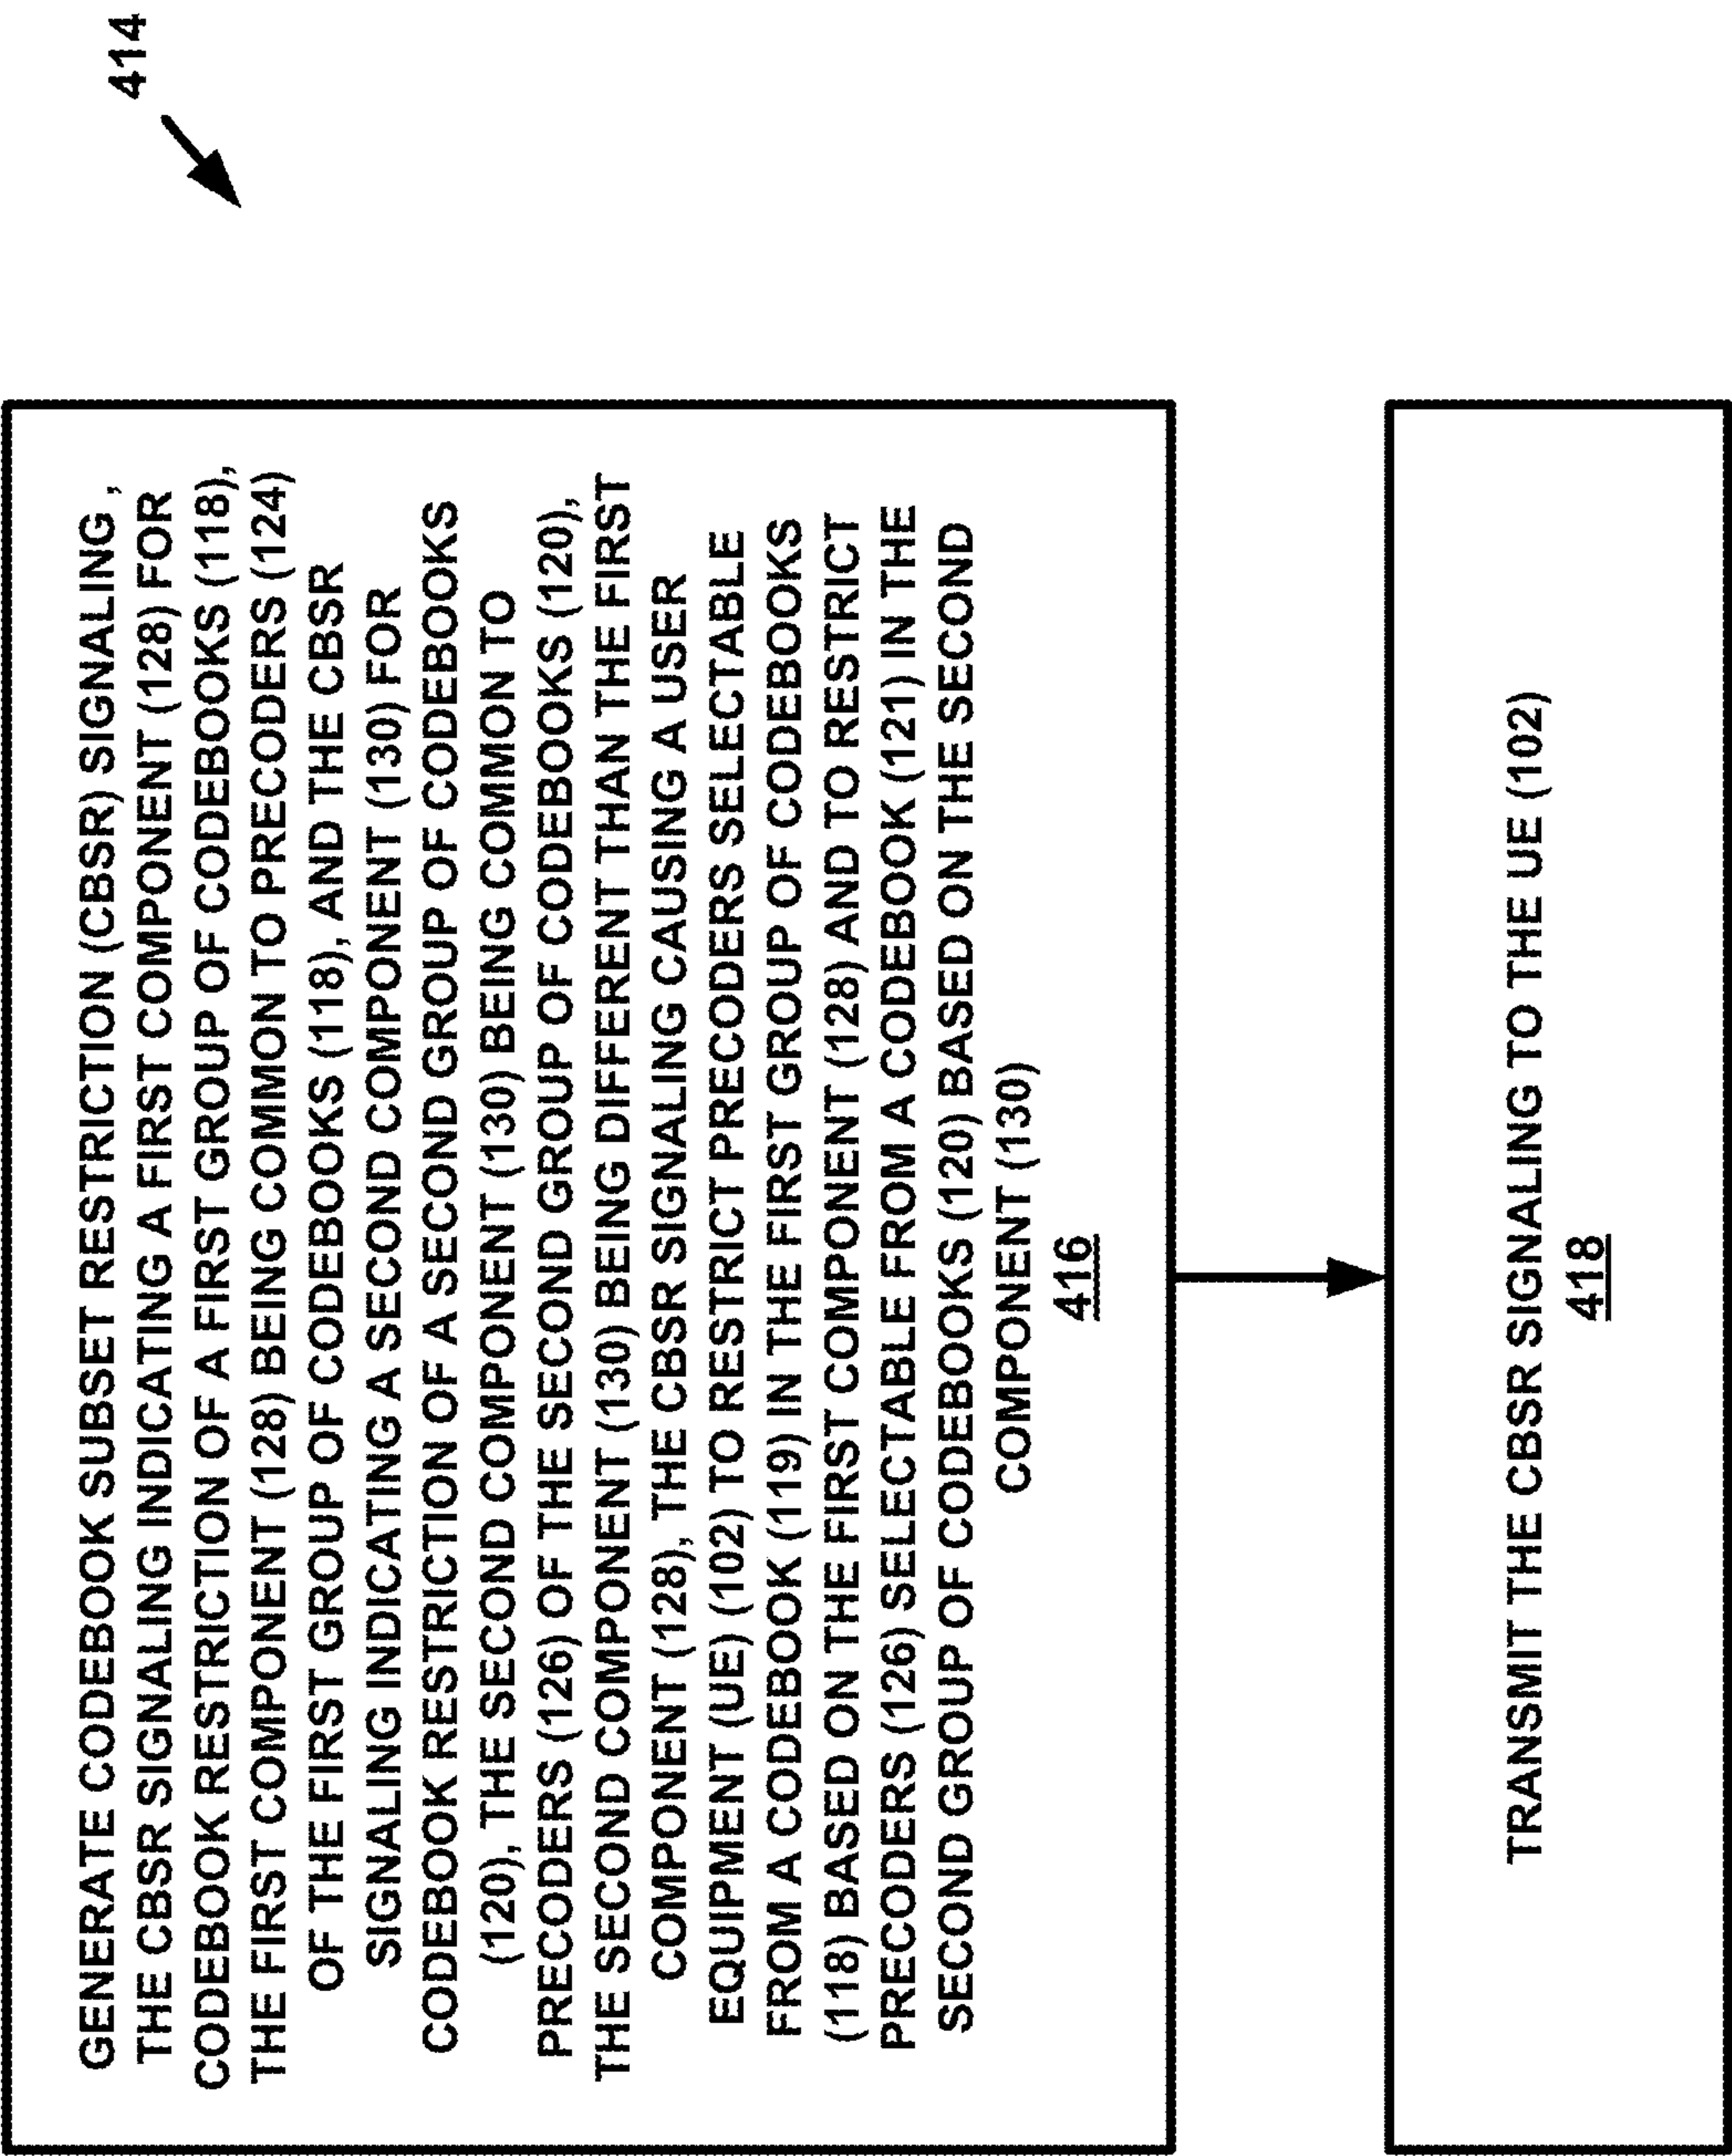 414
GENERATE CODEBOOK SUBSET RESTRICTION (CBSR) SIGNALING ,
THE CBSR SIGNALING INDICATING A FIRST COMPONENT (128) FOR
CODEBOOK RESTRICTION OF A FIRST GROUP OF CODEBOOKS (118),
THE FIRST COMPONENT (128) BEING COMMON TO PRECODERS (124)
OF THE FIRST GROUP OF CODEBOOKS (118), AND THE CBSR
SIGNALING INDICATING A SECOND COMPONENT (130) FOR
CODEBOOK RESTRICTION OF A SECOND GROUP OF CODEBOOKS
(120), THE SECOND COMPONENT (130) BEING COMMON TO
PRECODERS (126) OF THE SECOND GROUP OF CODEBOOKS (120),
THE SECOND COMPONENT (130) BEING DIFFERENT THAN THE FIRST
COMPONENT (128), THE CBSR SIGNALING CAUSING A USER
EQUIPMENT (UE) (102) TO RESTRICT PRECODERS SELECTABLE
FROM A CODEBOOK (119) IN THE FIRST GROUP OF CODEBOOKS
(118) BASED ON THE FIRST COMPONENT (128) AND TO RESTRICT
PRECODERS (126) SELECTABLE FROM A CODEBOOK (121) IN THE
SECOND GROUP OF CODEBOOKS (120) BASED ON THE SECOND
COMPONENT (130)
416
TRANSMIT THE CBSR SIGNALING TO THE UE (102)
418